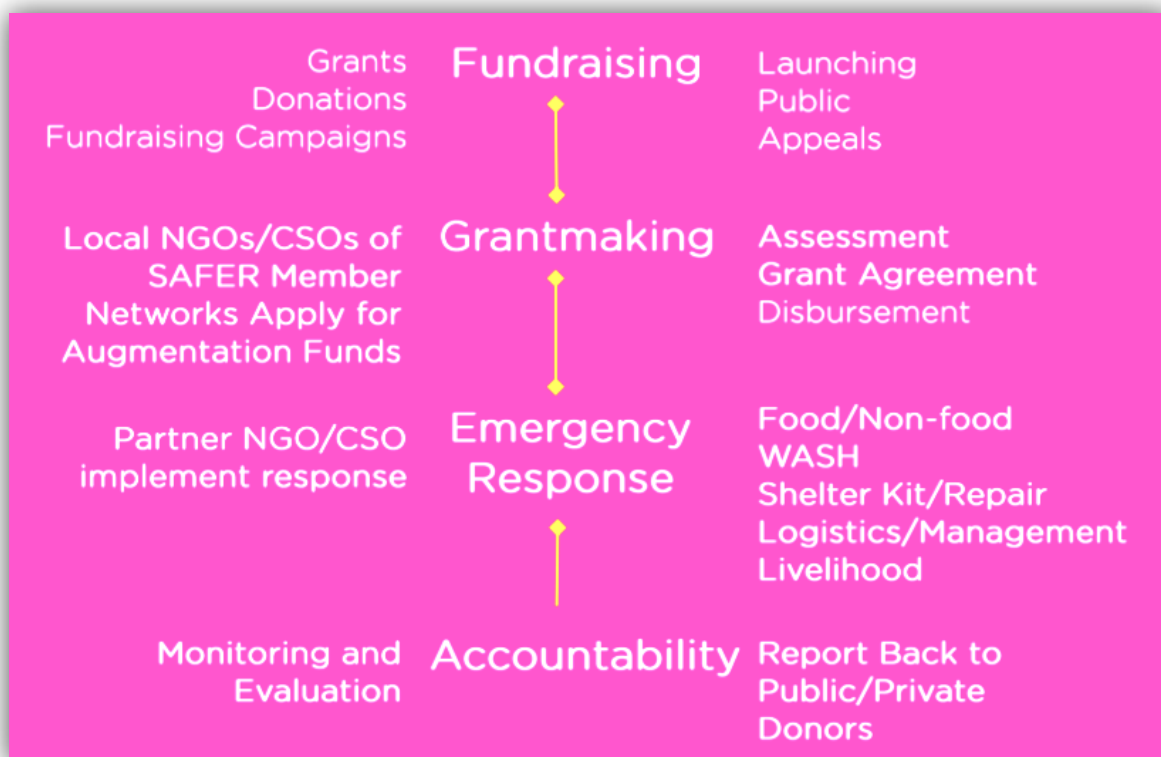 Grants
Donations
Fundraising Campaigns
Fundraising
Launching
Public
Appeals
Local NGOs/CSOs of
SAFER Member
Networks Apply for
Augmentation Funds
Grantmaking
Assessment
Grant Agreement
Disbursement
Partner NGO/CSO
implement response
Emergency
Response
Food/Non-food
WASH
Shelter Kit/Repair
Logistics/Management
Livelihood
Monitoring and
Evaluation
Accountability
Report Back to
Public/Private
Donors